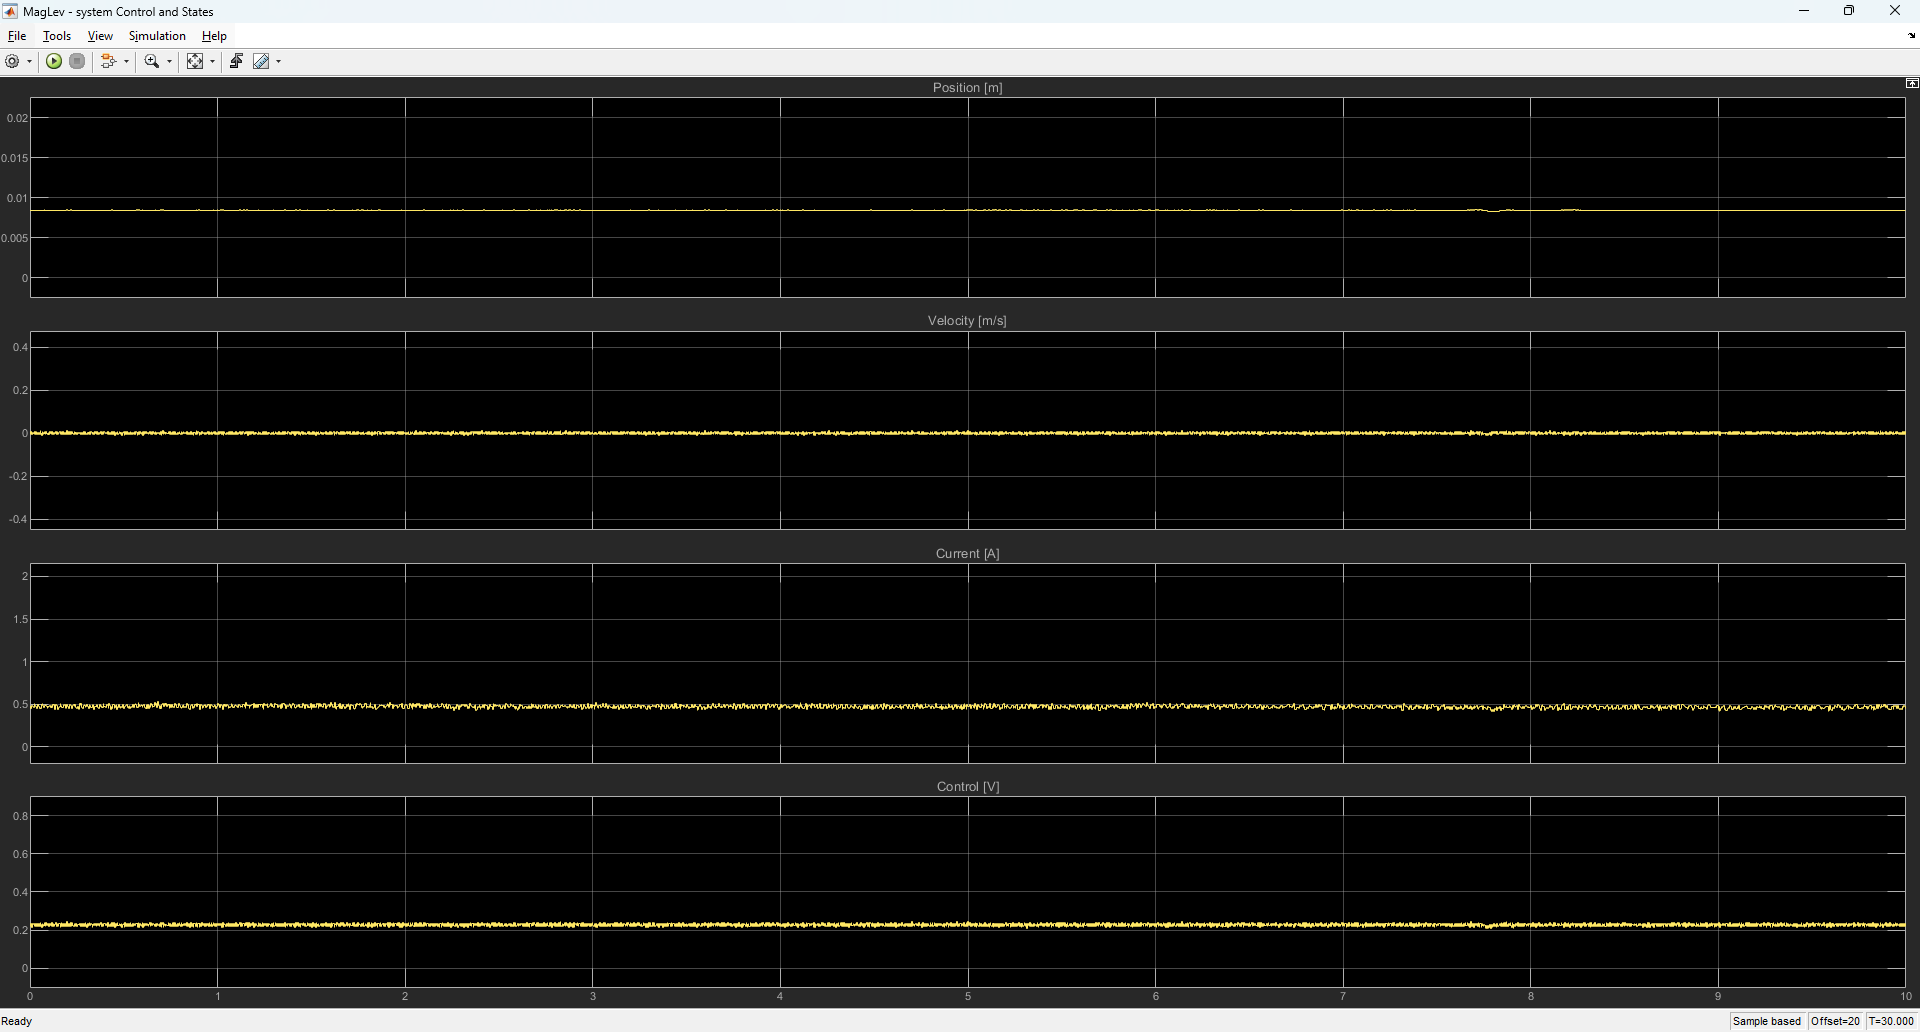 MagLev - system Control and States
File Tools View Simulation Help
Position [m]
0.02
0.015
0.01
0.005
0
Velocity [m/s]
0.4
0.2
0
-0.2
-0.4
Current [A]
2
1.5
1
0.5
0
Control [V]
0.8
0.6
0.4
0.2
0
0 1 2 3 4 5 6 7 8 9 10
Ready Sample based Offset=20 T=30.000